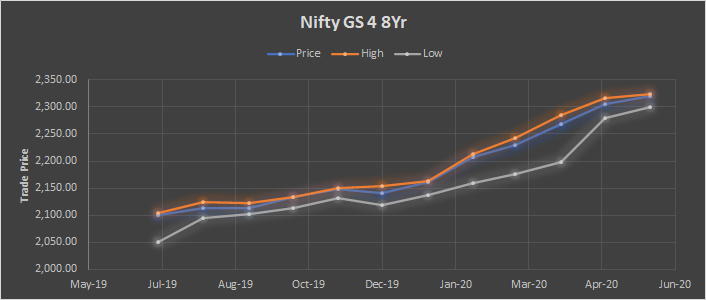 Nifty GS 4 8Yr
Price High Low
2,350.00
2,300.00
2,250.00
2,200.00
2,150.00
2,100.00
2,050.00
2,000.00
Trade Price
May-19 Jul-19 Aug-19 Oct-19 Dec-19 Jan-20 Mar-20 Apr-20 Jun-20